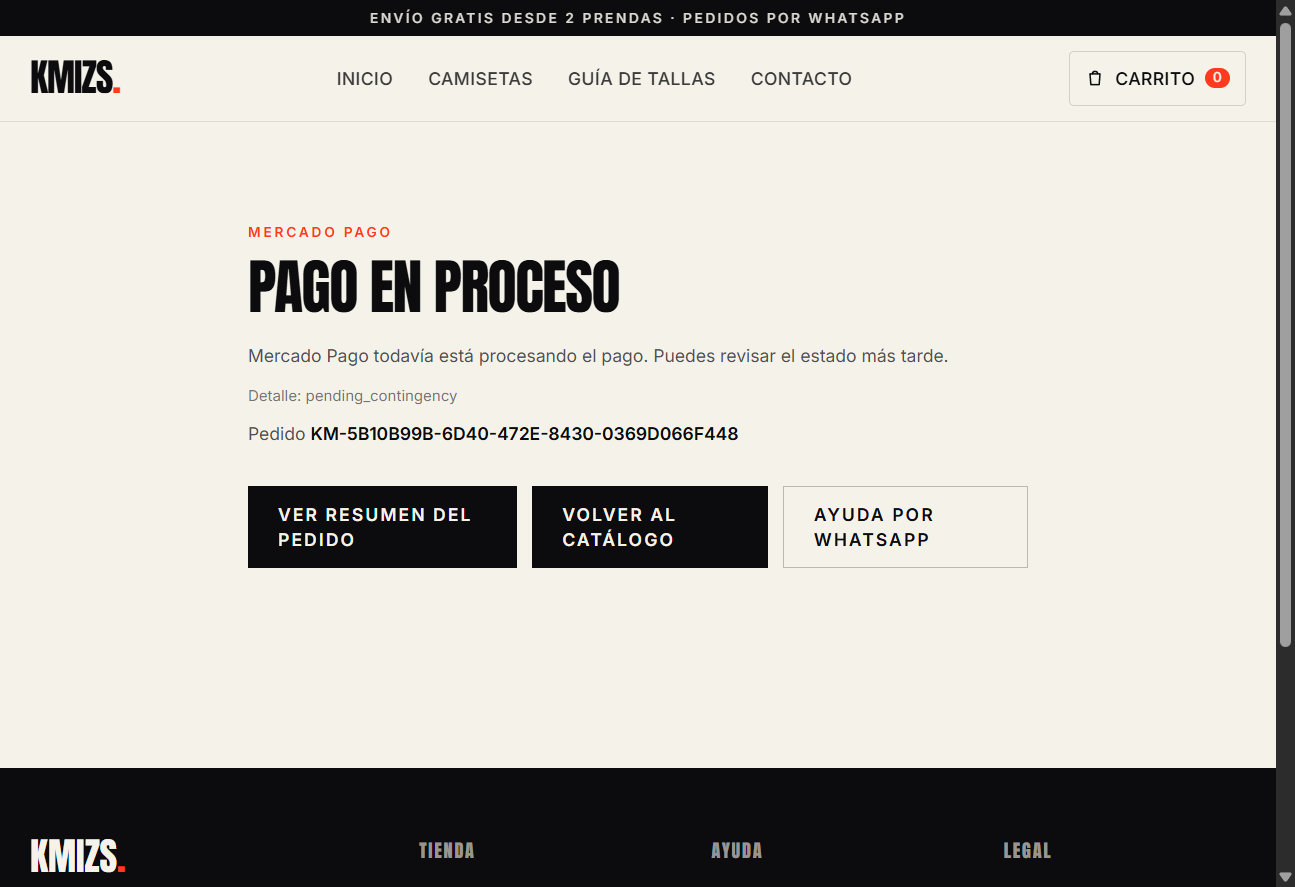 ENVÍO GRATIS DESDE 2 PRENDAS · PEDIDOS POR WHATSAPP
KMIZS.
INICIO
CAMISETAS
GUÍA DE TALLAS
CONTACTO
CARRITO 0
MERCADO PAGO
PAGO EN PROCESO
Mercado Pago todavía está procesando el pago. Puedes revisar el estado más tarde.
Detalle: pending_contingency
Pedido KM-5B10B99B-6D40-472E-8430-0369D066F448
VER RESUMEN DEL
PEDIDO
VOLVER AL
CATÁLOGO
AYUDA POR
WHATSAPP
KMIZS.
TIENDA
AYUDA
LEGAL